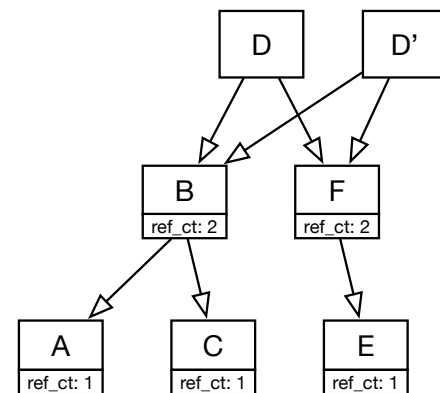 D
D’
B
F
ref_ct: 2
ref_ct: 2
A
C
E
ref_ct: 1
ref_ct: 1
ref_ct: 1